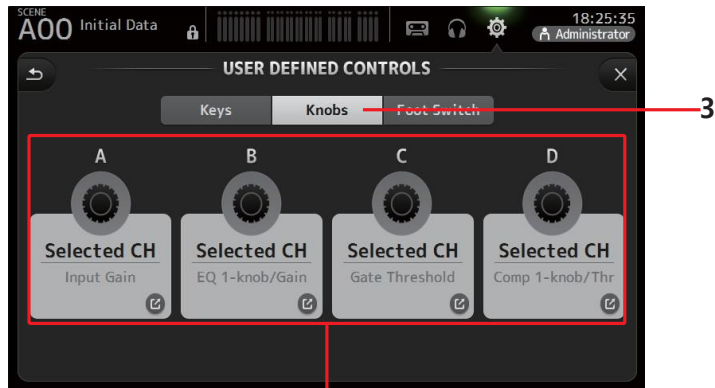 SCENE
A00 Initial Data
18:25:35
Administrator
USER DEFINED CONTROLS
Keys Knobs Foot Switch
3
A B C D
Selected CH Selected CH Selected CH Selected CH
Input Gain EQ 1-knob/Gain Gate Threshold Comp 1-knob/Thr